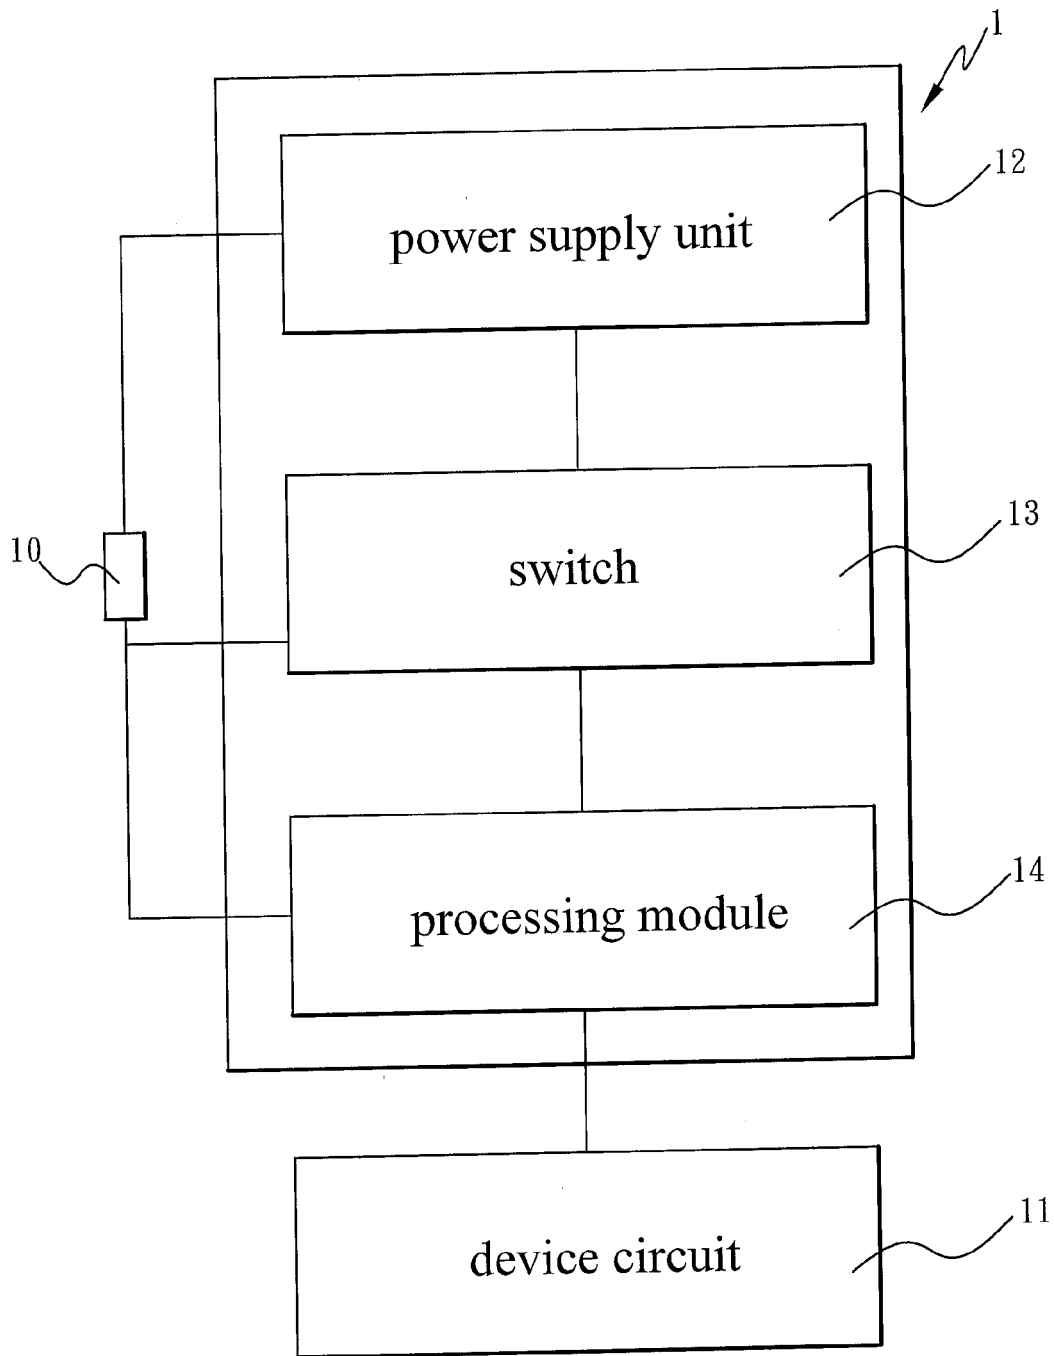 1
12
power supply unit
13
10
switch
14
processing module
11
device circuit